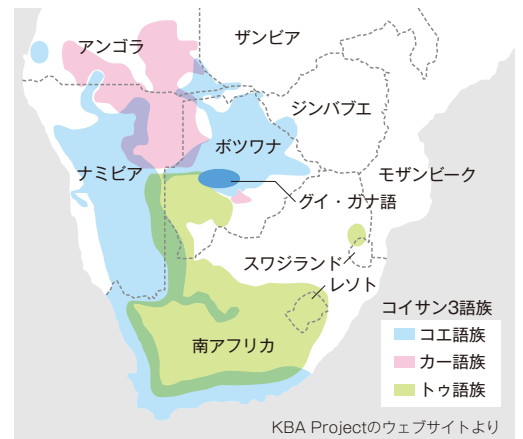 アンゴラ
ザンビア
ジンバブエ
ボツワナ
ナミビア
モザンビーク
グイ・ガナ語
スワジランド
レソト
南アフリカ
コイサン3語族
コエ語族
カー語族
トゥ語族
KBA Projectのウェブサイトより